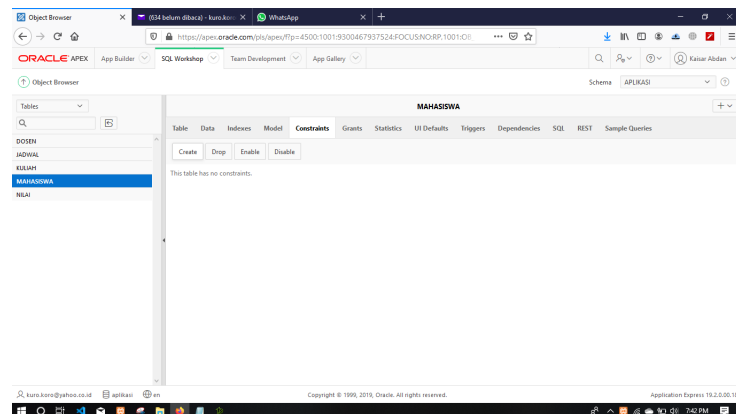 Object Browser
(634 belum dibaca) - kuro.koro
WhatsApp
https://apex.oracle.com/pls/apex/f?p=4500:1001:9300467937524:FOCUS:NO:RP,1001:OB
ORACLE APEX App Builder SQL Workshop Team Development App Gallery Kaisar Abdan
Object Browser Schema APLIKASI
Tables MAHASISWA
Table Data Indexes Model Constraints Grants Statistics UI Defaults Triggers Dependencies SQL REST Sample Queries
DOSEN
JADWAL
KULIAH
MAHASISWA
NILAI
Create Drop Enable Disable
This table has no constraints.
kuro.koro@yahoo.co.id aplikasi en Copyright © 1999, 2019, Oracle. All rights reserved. Application Express 19.2.0.00.18
7:42 PM